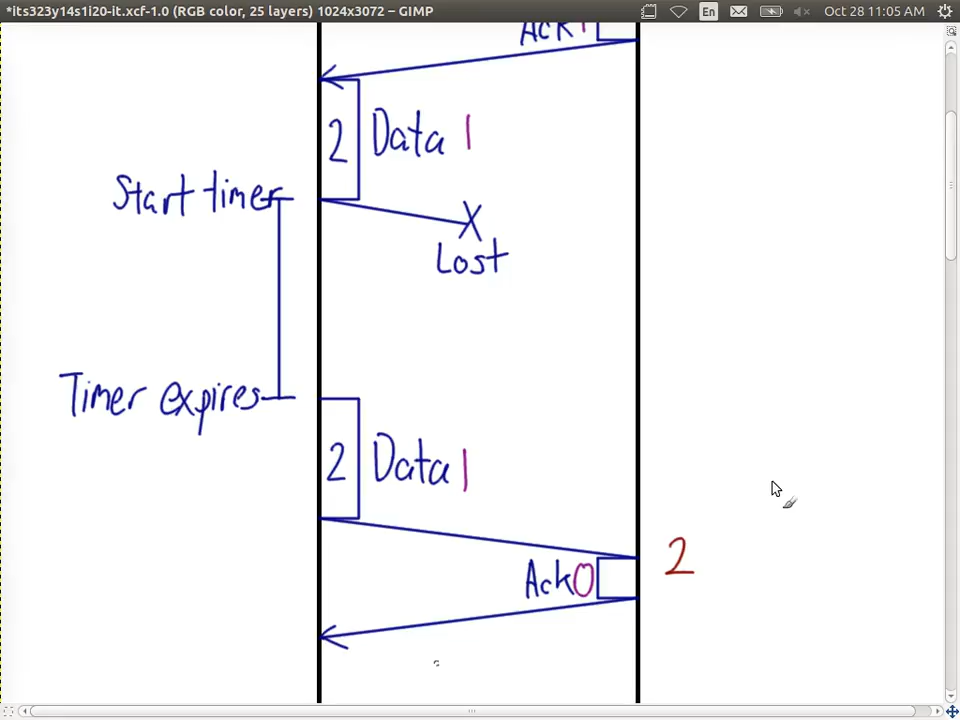 *its323y14s1i20-it.xcf-1.0 (RGB color, 25 layers) 1024x3072 – GIMP
En
Oct 28 11:05 AM
Ack 1
2 Data 1
Start timer
X
Lost
Timer expires
2 Data 1
2
Ack 0